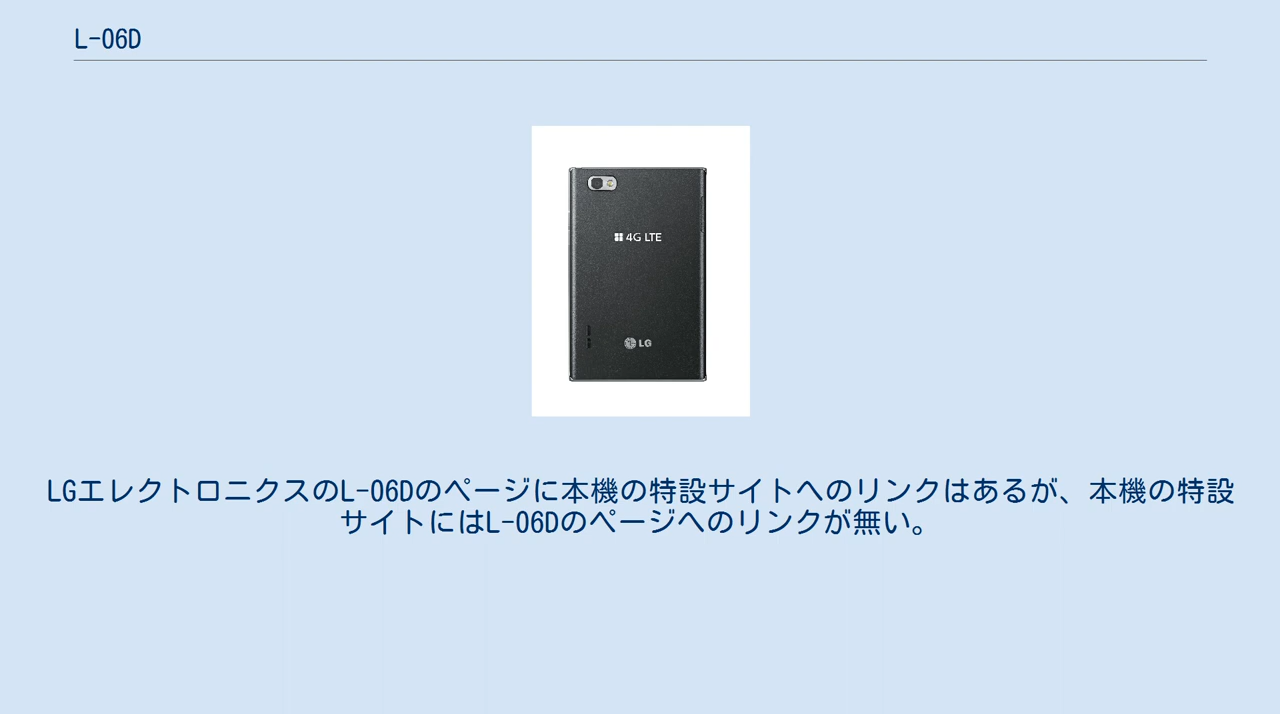 L-06D
4G LTE
LG
LGエレクトロニクスのL-06Dのページに本機の特設サイトへのリンクはあるが、本機の特設
サイトにはL-06Dのページへのリンクが無い。